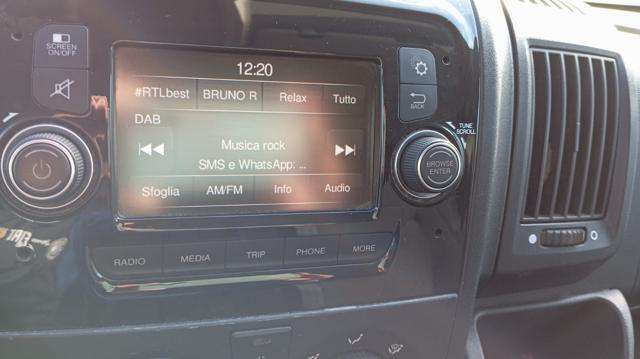 SCREEN
ON/OFF
12:20
#RTLbest BRUNO R Relax Tutto
DAB
Musica rock
SMS e WhatsApp: ...
Sfoglia AM/FM Info Audio
BACK
TUNE
SCROLL
BROWSE
ENTER
RADIO MEDIA TRIP PHONE MORE